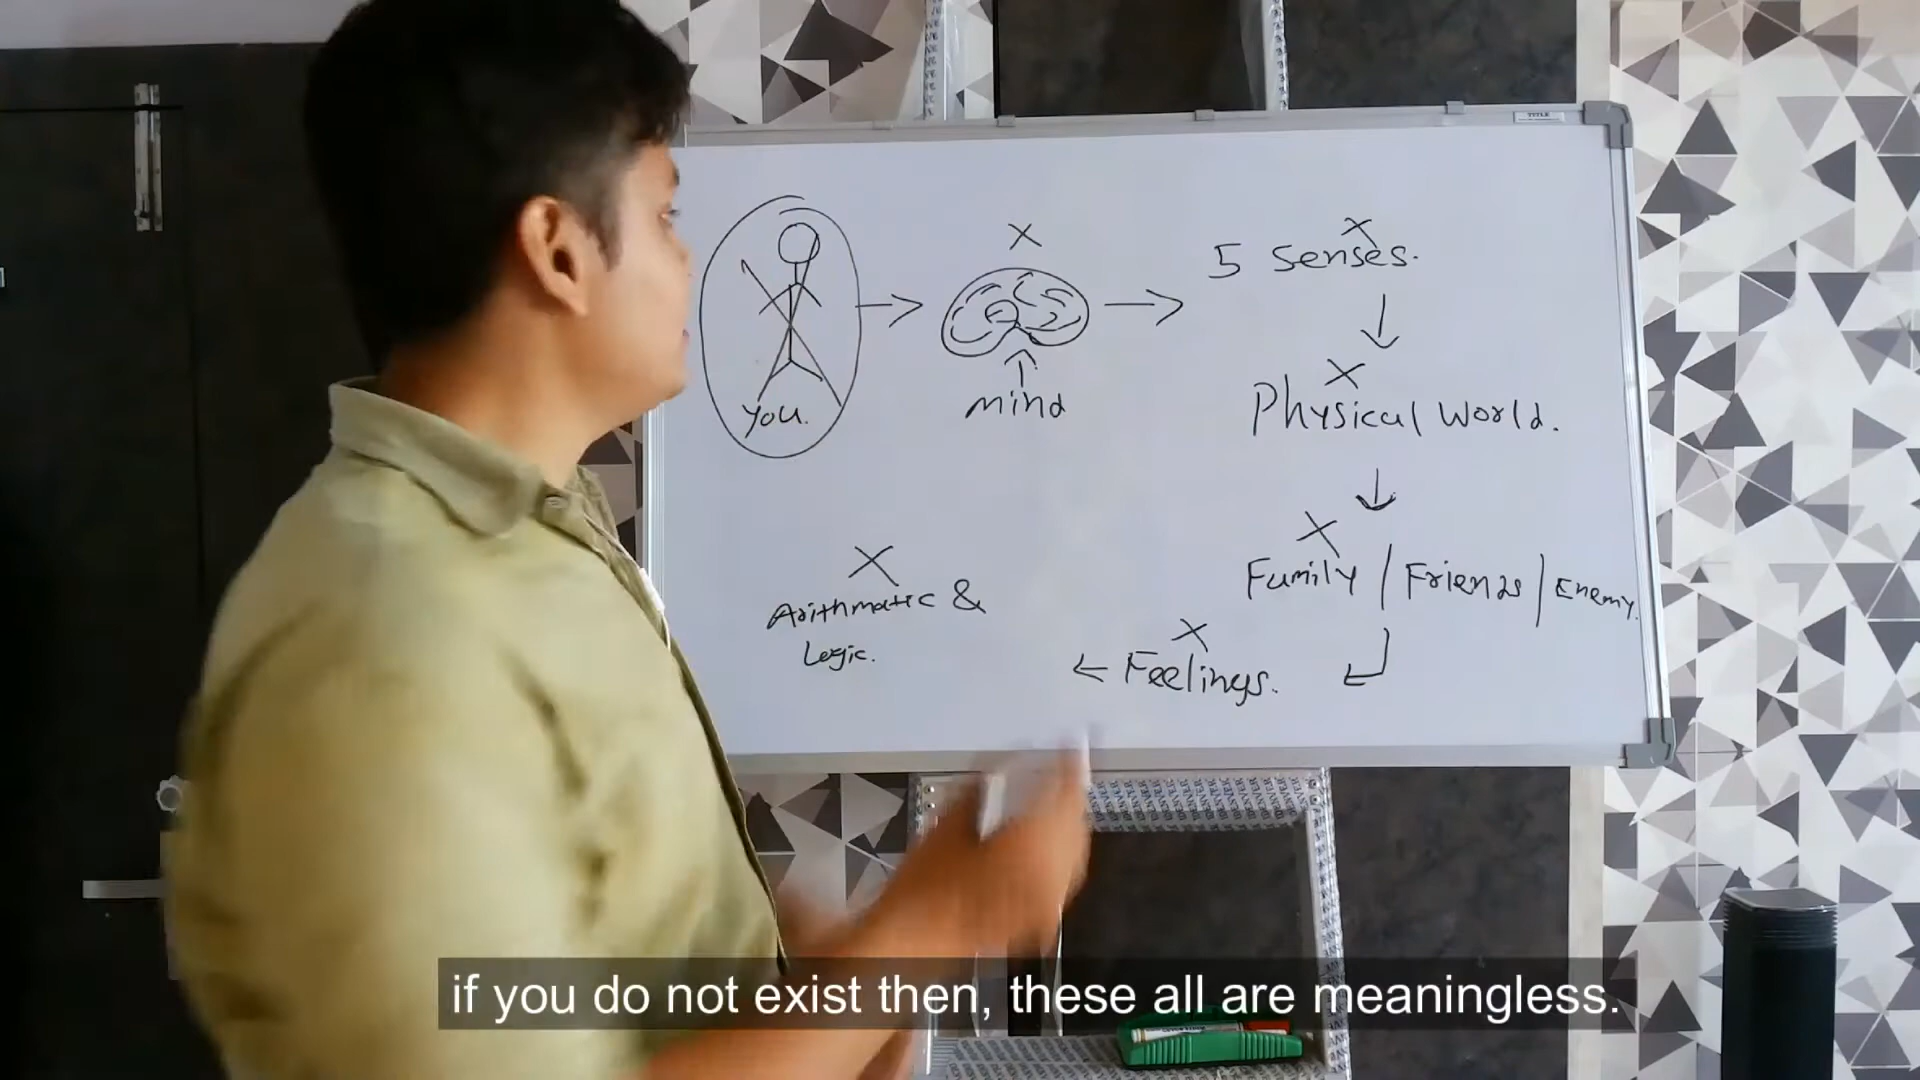 TITLE
X
5 Senses.
X
you.
mind
X
Physical World.
X
Family / Friends / Enemy.
X
Arithmatic &
Logic.
X
← Feelings.
if you do not exist then, these all are meaningless.